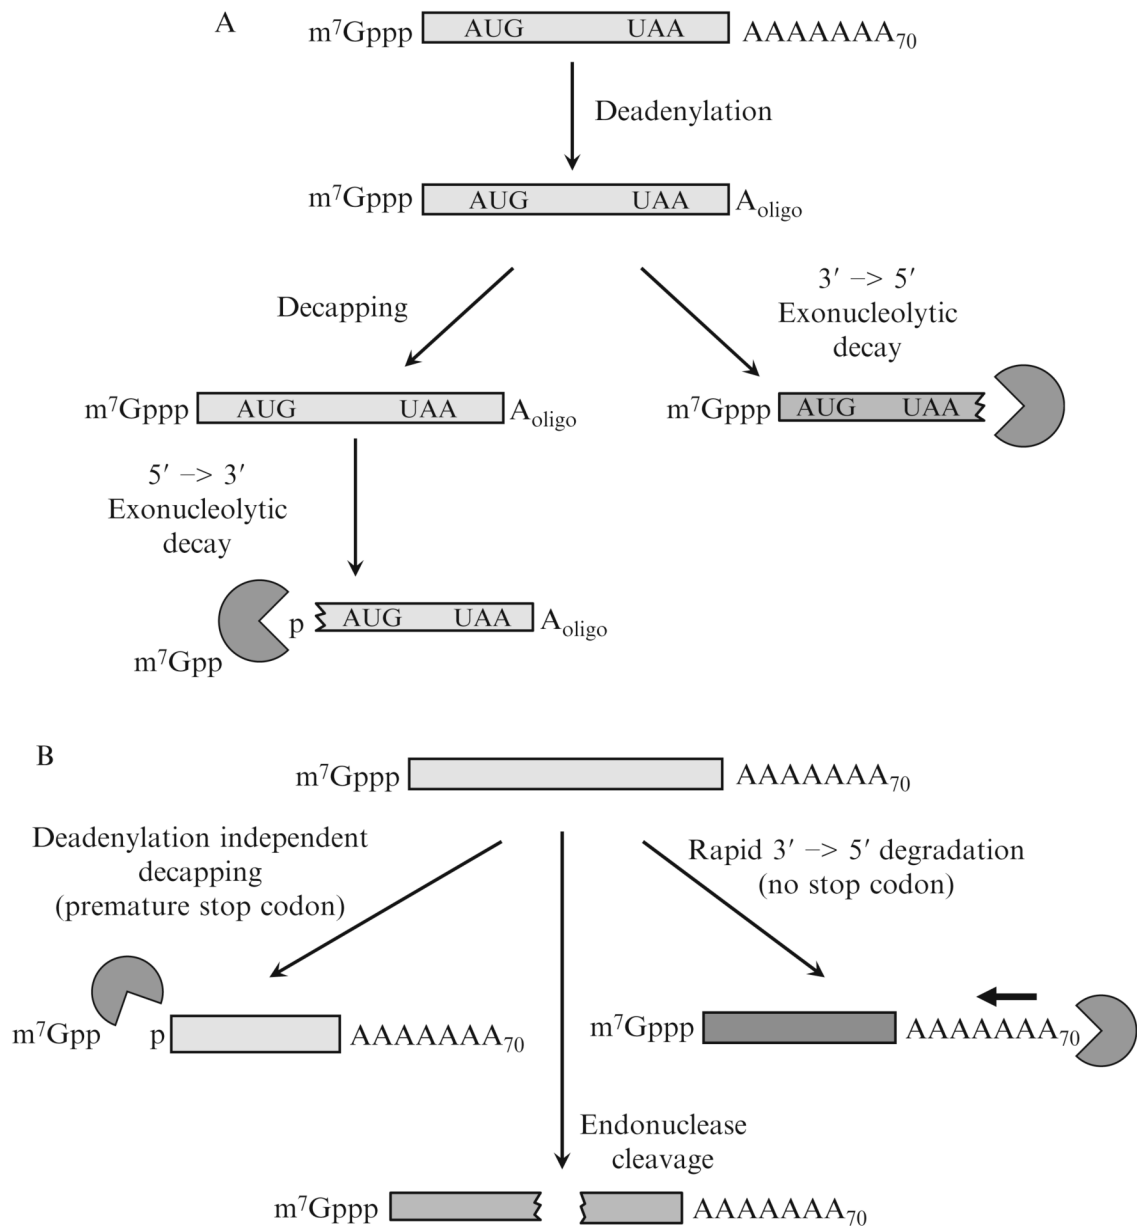 A
m⁷Gppp AUG UAA AAAAAAA₇₀
Deadenylation
m⁷Gppp AUG UAA Aoligo
Decapping
3′ –> 5′
Exonucleolytic
decay
m⁷Gppp AUG UAA Aoligo
m⁷Gppp AUG UAA
5′ –> 3′
Exonucleolytic
decay
p AUG UAA Aoligo
m⁷Gpp
B
m⁷Gppp AAAAAAA₇₀
Deadenylation independent
decapping
(premature stop codon)
Rapid 3′ –> 5′ degradation
(no stop codon)
m⁷Gpp p AAAAAAA₇₀
m⁷Gppp AAAAAAA₇₀
Endonuclease
cleavage
m⁷Gppp AAAAAAA₇₀